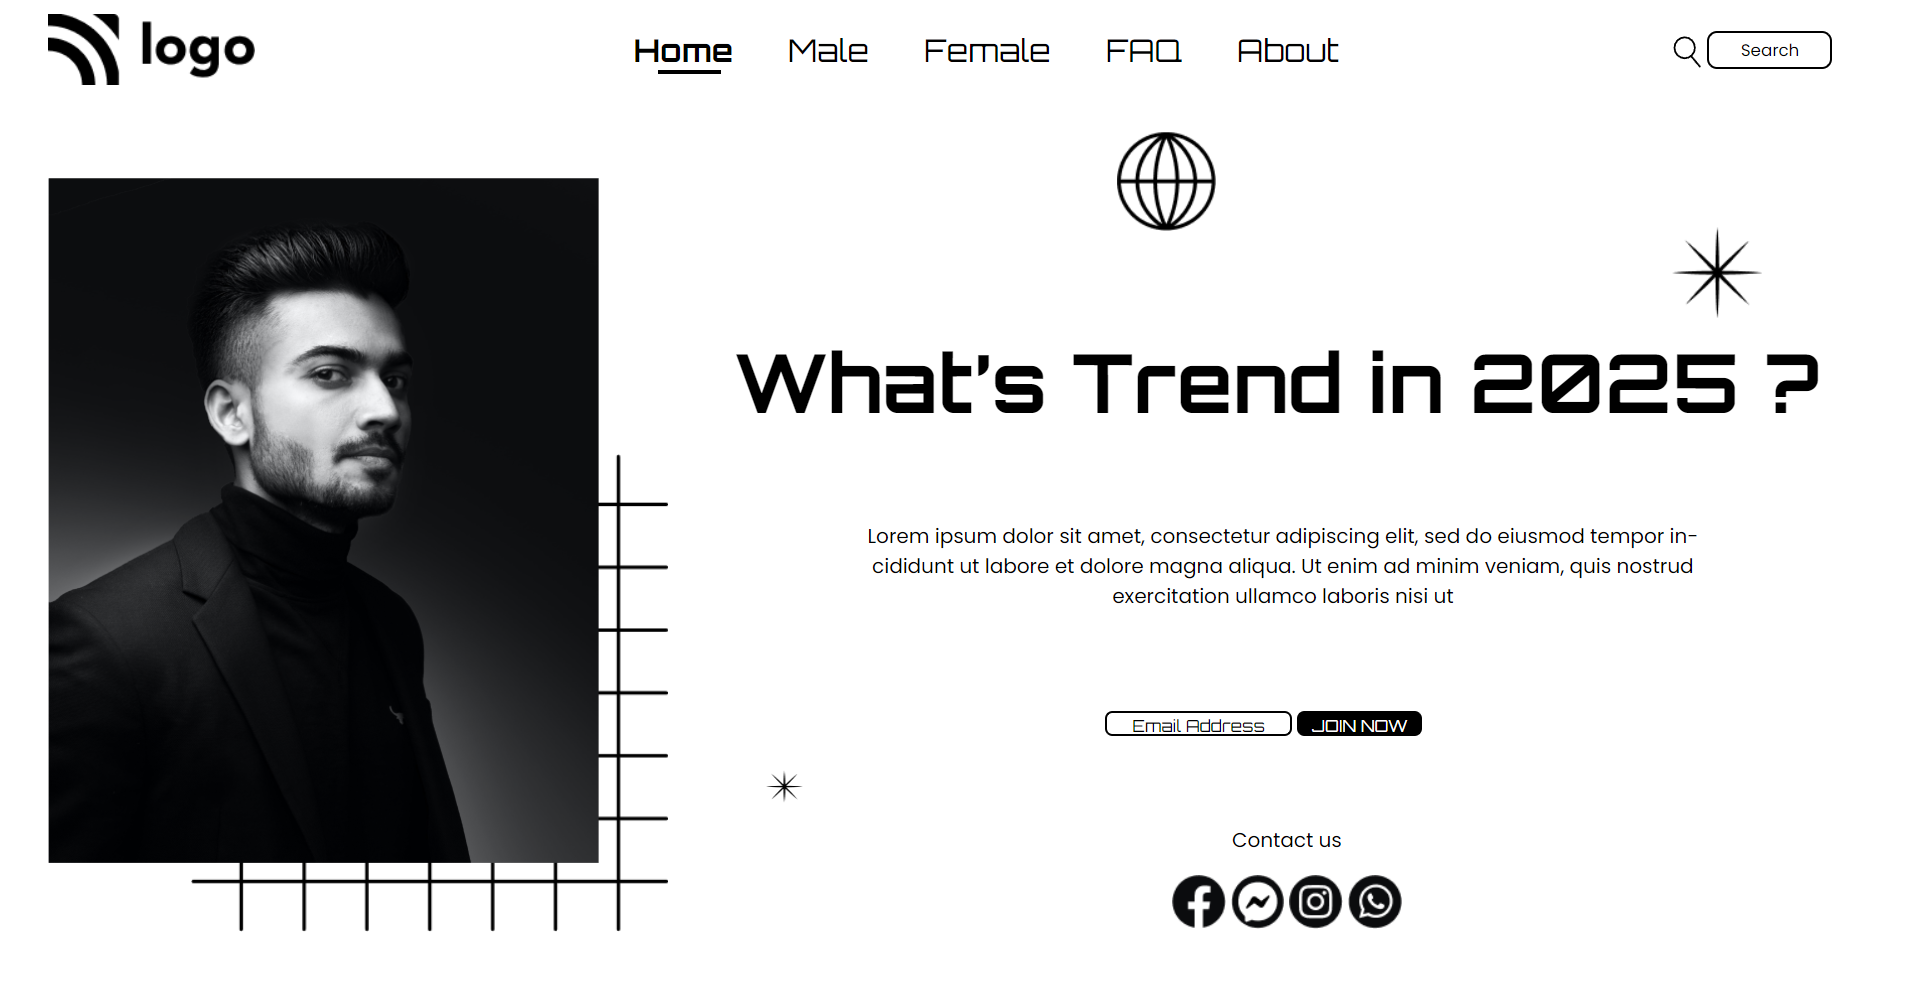 logo
Home
Male
Female
FAQ
About
Search
What's Trend in 2025 ?
Lorem ipsum dolor sit amet, consectetur adipiscing elit, sed do eiusmod tempor in-
cididunt ut labore et dolore magna aliqua. Ut enim ad minim veniam, quis nostrud
exercitation ullamco laboris nisi ut
Email Address
JOIN NOW
Contact us